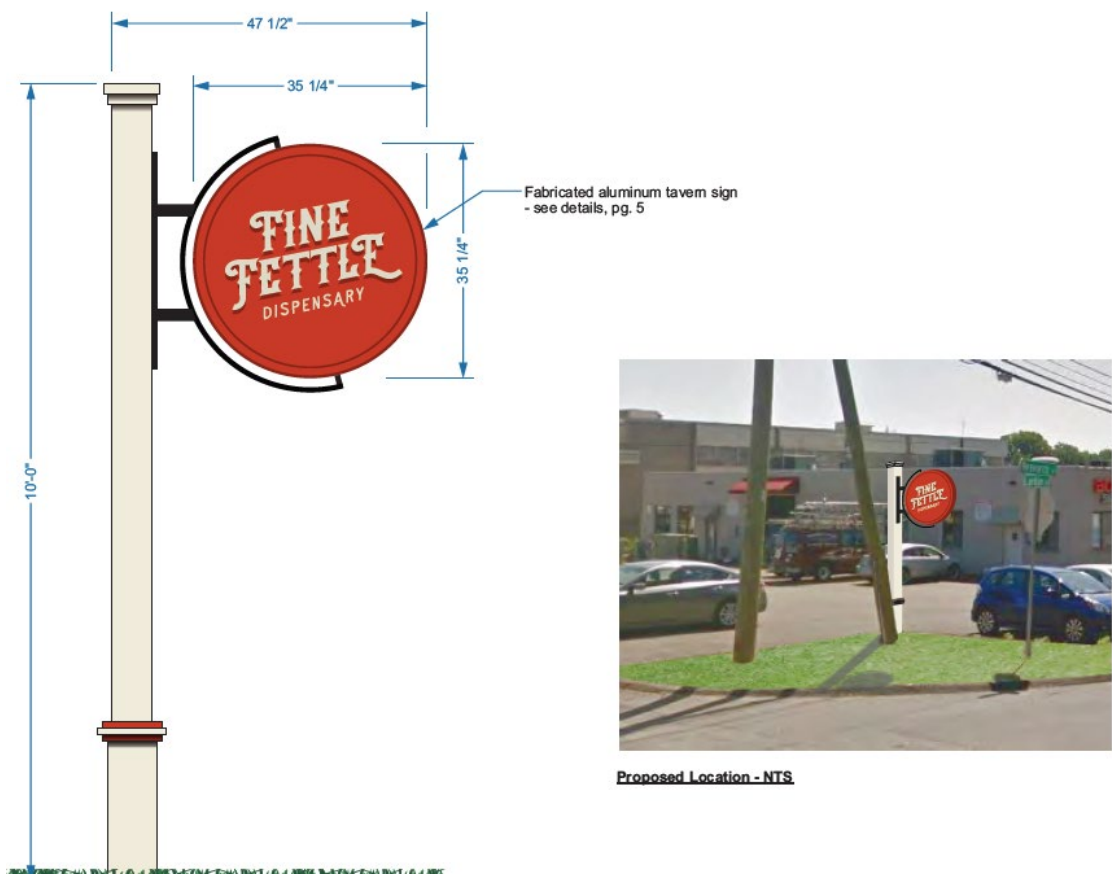 47 1/2"
35 1/4"
FINE
FETTLE
DISPENSARY
Fabricated aluminum tavern sign
- see details, pg. 5
35 1/4"
10'-0"
FINE
FETTLE
DISPENSARY
Proposed Location - NTS